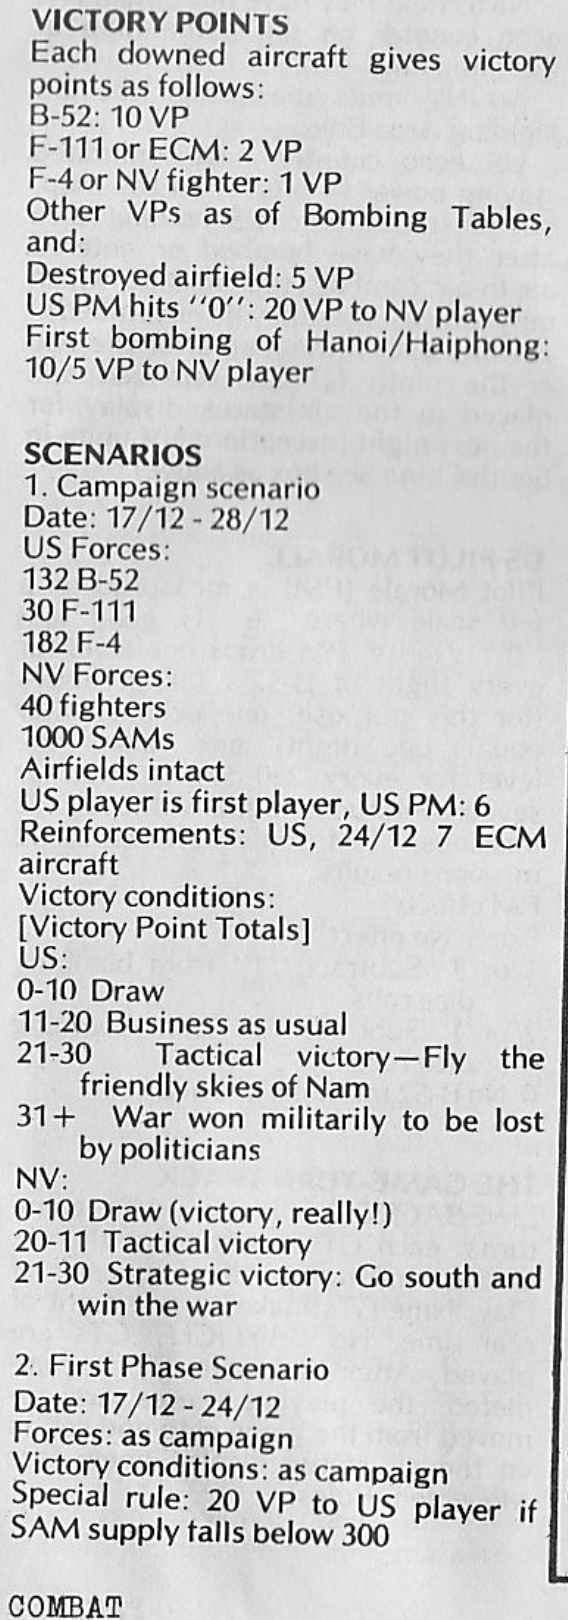 VICTORY POINTS
Each downed aircraft gives victory
points as follows:
B-52: 10 VP
F-111 or ECM: 2 VP
F-4 or NV fighter: 1 VP
Other VPs as of Bombing Tables,
and:
Destroyed airfield: 5 VP
US PM hits "0": 20 VP to NV player
First bombing of Hanoi/Haiphong:
10/5 VP to NV player
SCENARIOS
1. Campaign scenario
Date: 17/12 - 28/12
US Forces:
132 B-52
30 F-111
182 F-4
NV Forces:
40 fighters
1000 SAMs
Airfields intact
US player is first player, US PM: 6
Reinforcements: US, 24/12 7 ECM
aircraft
Victory conditions:
[Victory Point Totals]
US:
0-10 Draw
11-20 Business as usual
21-30 Tactical victory—Fly the
friendly skies of Nam
31+ War won militarily to be lost
by politicians
NV:
0-10 Draw (victory, really!)
20-11 Tactical victory
21-30 Strategic victory: Go south and
win the war
2. First Phase Scenario
Date: 17/12 - 24/12
Forces: as campaign
Victory conditions: as campaign
Special rule: 20 VP to US player if
SAM supply falls below 300
COMBAT